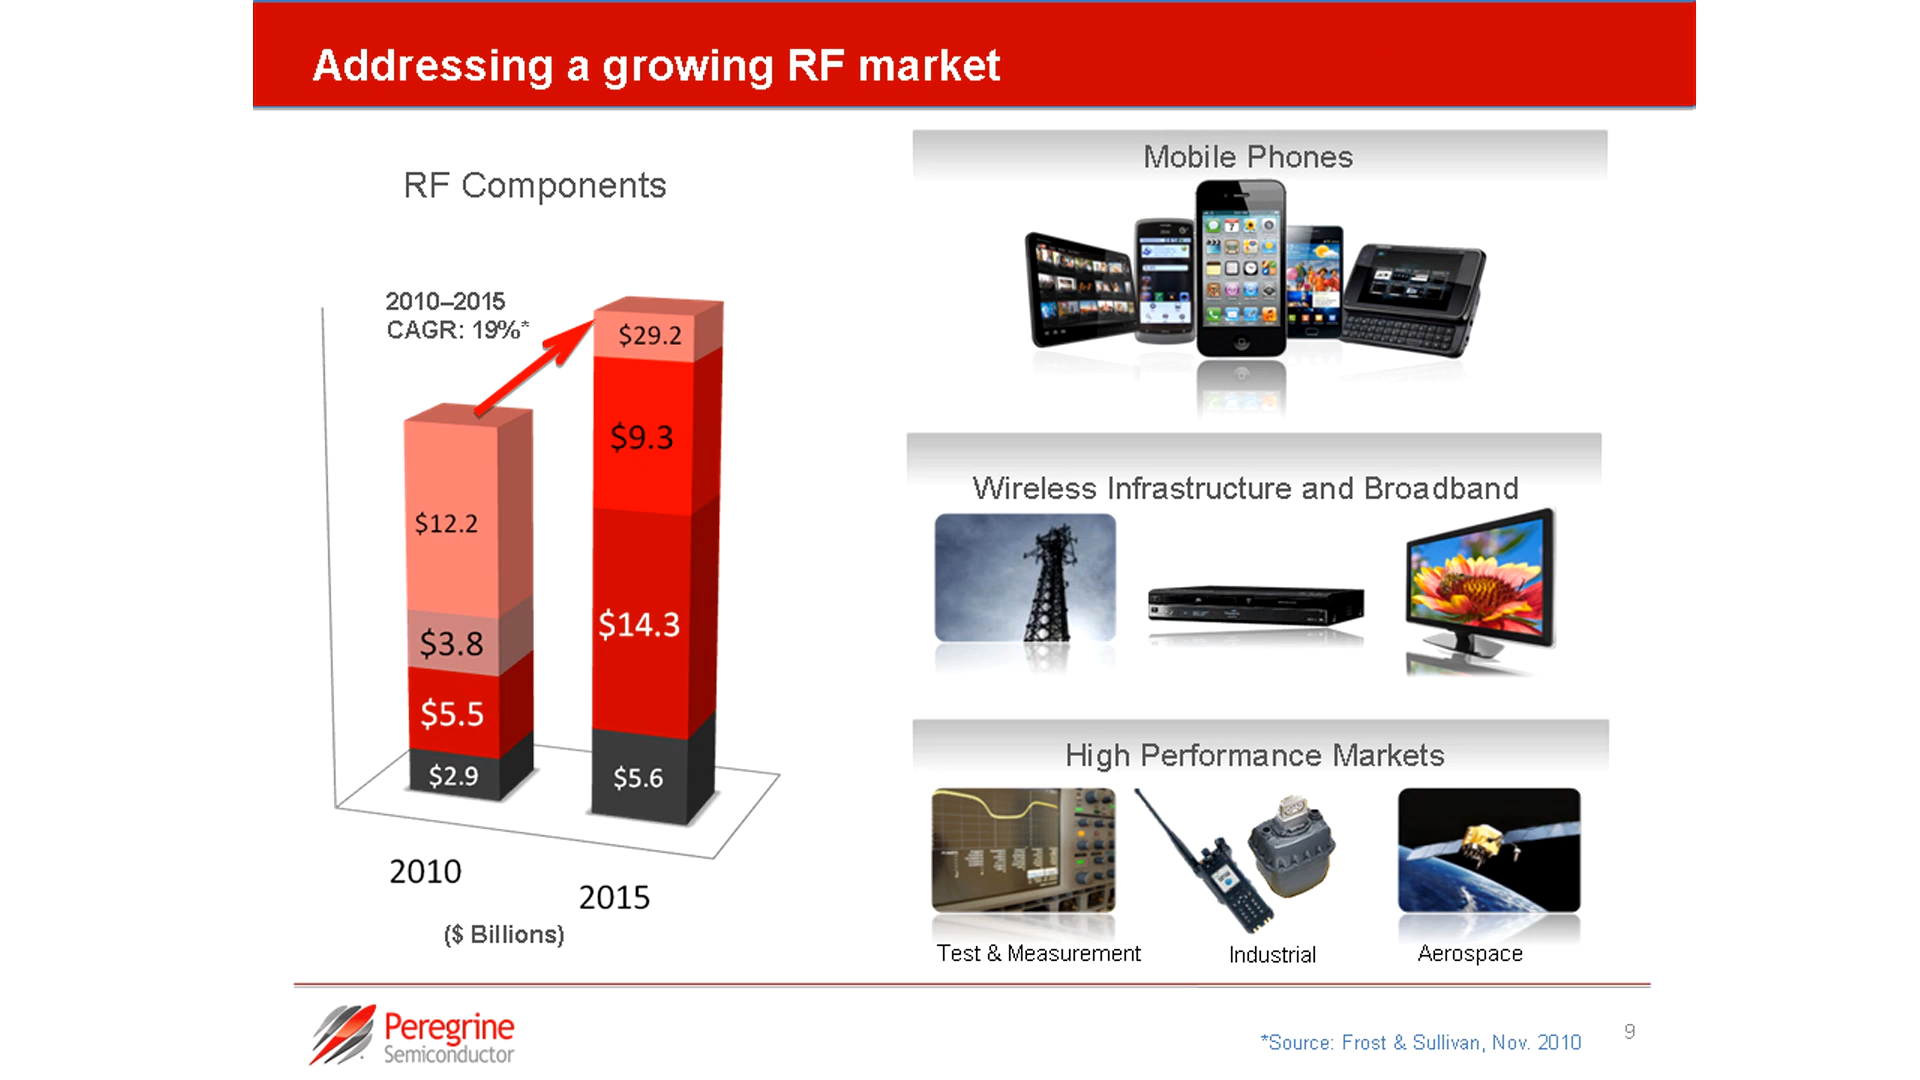 Addressing a growing RF market
RF Components
2010–2015
CAGR: 19%*
$12.2
$3.8
$5.5
$2.9
$29.2
$9.3
$14.3
$5.6
2010
2015
($ Billions)
Mobile Phones
Wireless Infrastructure and Broadband
High Performance Markets
Test & Measurement
Industrial
Aerospace
Peregrine
Semiconductor
*Source: Frost & Sullivan, Nov. 2010
9